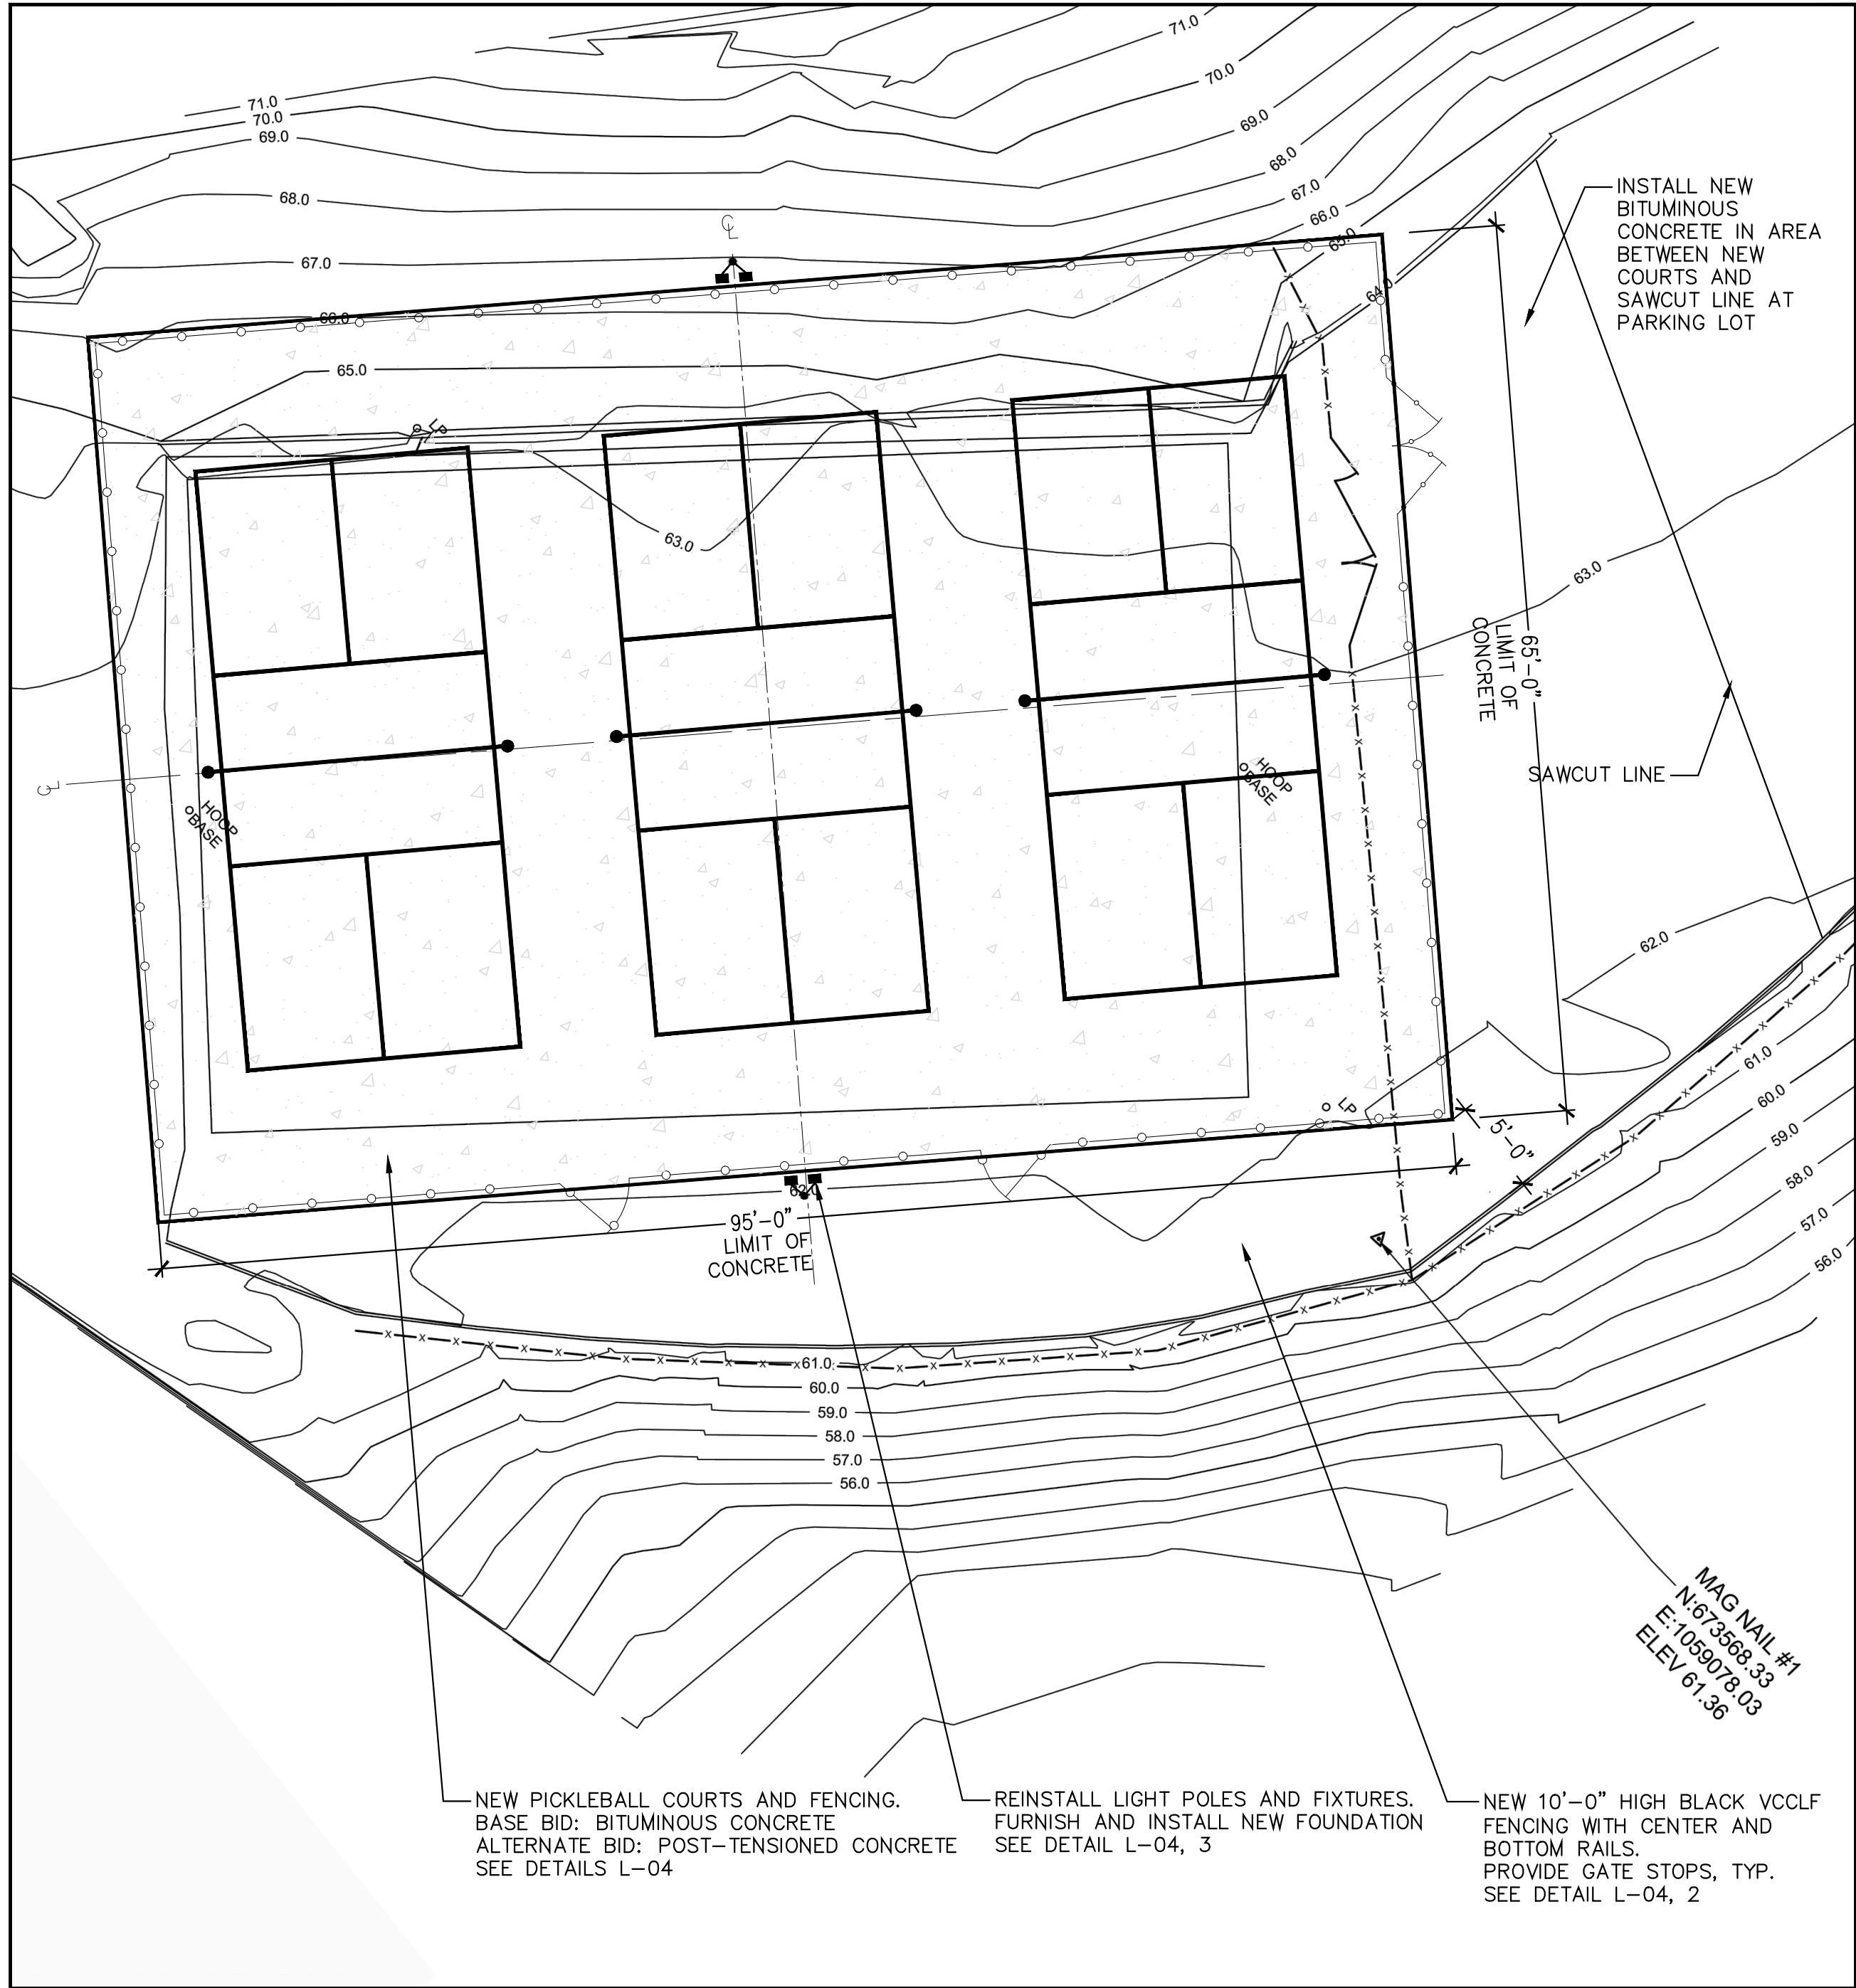 71.0
70.0
71.0
70.0
69.0
69.0
68.0
67.0
66.0
65.0
64.0
68.0
67.0
66.0
65.0
CL
INSTALL NEW
BITUMINOUS
CONCRETE IN AREA
BETWEEN NEW
COURTS AND
SAWCUT LINE AT
PARKING LOT
LP
63.0
63.0
65'-0"
LIMIT OF
CONCRETE
SAWCUT LINE
CL
HOOP
BASE
HOOP
BASE
62.0
61.0
60.0
59.0
58.0
57.0
56.0
LP
5'-0"
62.0
95'-0"
LIMIT OF
CONCRETE
61.0
60.0
59.0
58.0
57.0
56.0
MAG NAIL #1
N:673568.33
E:1059078.03
ELEV 61.36
NEW PICKLEBALL COURTS AND FENCING.
BASE BID: BITUMINOUS CONCRETE
ALTERNATE BID: POST-TENSIONED CONCRETE
SEE DETAILS L-04
REINSTALL LIGHT POLES AND FIXTURES.
FURNISH AND INSTALL NEW FOUNDATION
SEE DETAIL L-04, 3
NEW 10'-0" HIGH BLACK VCCLF
FENCING WITH CENTER AND
BOTTOM RAILS.
PROVIDE GATE STOPS, TYP.
SEE DETAIL L-04, 2